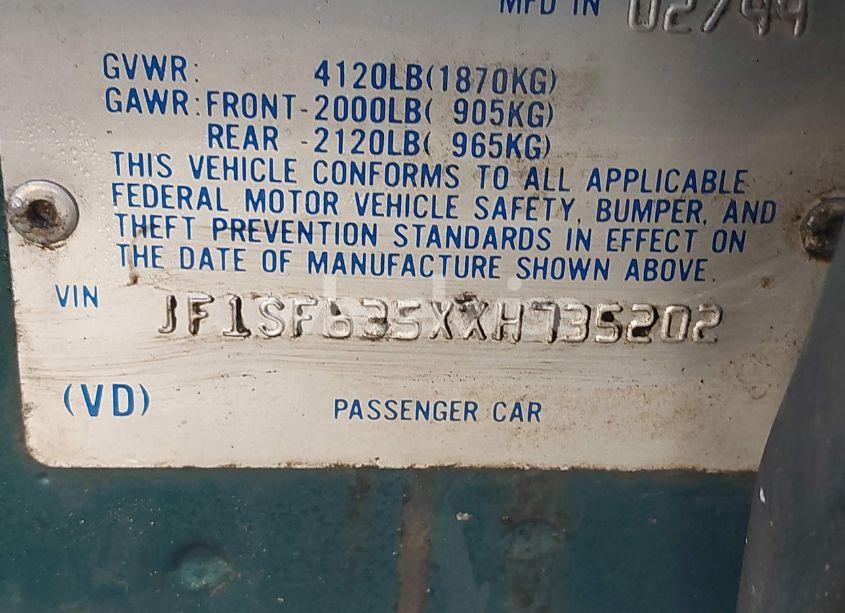 MFD IN 02/99
GVWR: 4120LB(1870KG)
GAWR:FRONT-2000LB( 905KG)
REAR -2120LB( 965KG)
THIS VEHICLE CONFORMS TO ALL APPLICABLE
FEDERAL MOTOR VEHICLE SAFETY, BUMPER, AND
THEFT PREVENTION STANDARDS IN EFFECT ON
THE DATE OF MANUFACTURE SHOWN ABOVE.
VIN JF1SF635XXH735202
(VD) PASSENGER CAR